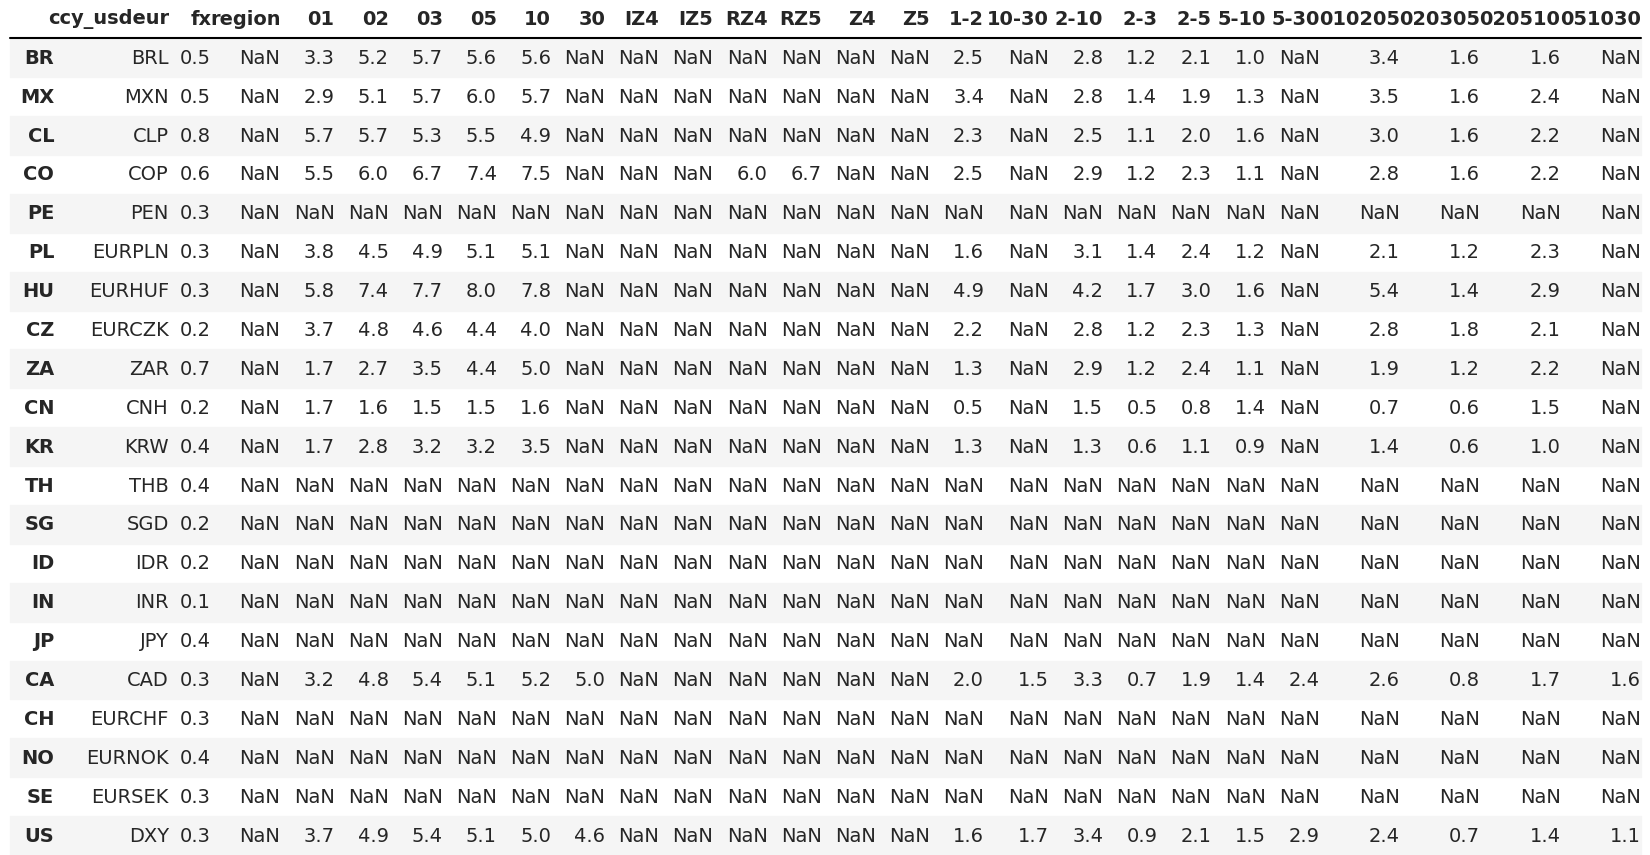 ccy_usdeur fxregion 01 02 03 05 10 30 IZ4 IZ5 RZ4 RZ5 Z4 Z5 1-2 10-30 2-10 2-3 2-5 5-10 5-30 010205 020305 020510 051030
BR BRL 0.5 NaN 3.3 5.2 5.7 5.6 5.6 NaN NaN NaN NaN NaN NaN NaN 2.5 NaN 2.8 1.2 2.1 1.0 NaN 3.4 1.6 1.6 NaN
MX MXN 0.5 NaN 2.9 5.1 5.7 6.0 5.7 NaN NaN NaN NaN NaN NaN NaN 3.4 NaN 2.8 1.4 1.9 1.3 NaN 3.5 1.6 2.4 NaN
CL CLP 0.8 NaN 5.7 5.7 5.3 5.5 4.9 NaN NaN NaN NaN NaN NaN NaN 2.3 NaN 2.5 1.1 2.0 1.6 NaN 3.0 1.6 2.2 NaN
CO COP 0.6 NaN 5.5 6.0 6.7 7.4 7.5 NaN NaN NaN 6.0 6.7 NaN NaN 2.5 NaN 2.9 1.2 2.3 1.1 NaN 2.8 1.6 2.2 NaN
PE PEN 0.3 NaN NaN NaN NaN NaN NaN NaN NaN NaN NaN NaN NaN NaN NaN NaN NaN NaN NaN NaN NaN NaN NaN NaN NaN
PL EURPLN 0.3 NaN 3.8 4.5 4.9 5.1 5.1 NaN NaN NaN NaN NaN NaN NaN 1.6 NaN 3.1 1.4 2.4 1.2 NaN 2.1 1.2 2.3 NaN
HU EURHUF 0.3 NaN 5.8 7.4 7.7 8.0 7.8 NaN NaN NaN NaN NaN NaN NaN 4.9 NaN 4.2 1.7 3.0 1.6 NaN 5.4 1.4 2.9 NaN
CZ EURCZK 0.2 NaN 3.7 4.8 4.6 4.4 4.0 NaN NaN NaN NaN NaN NaN NaN 2.2 NaN 2.8 1.2 2.3 1.3 NaN 2.8 1.8 2.1 NaN
ZA ZAR 0.7 NaN 1.7 2.7 3.5 4.4 5.0 NaN NaN NaN NaN NaN NaN NaN 1.3 NaN 2.9 1.2 2.4 1.1 NaN 1.9 1.2 2.2 NaN
CN CNH 0.2 NaN 1.7 1.6 1.5 1.5 1.6 NaN NaN NaN NaN NaN NaN NaN 0.5 NaN 1.5 0.5 0.8 1.4 NaN 0.7 0.6 1.5 NaN
KR KRW 0.4 NaN 1.7 2.8 3.2 3.2 3.5 NaN NaN NaN NaN NaN NaN NaN 1.3 NaN 1.3 0.6 1.1 0.9 NaN 1.4 0.6 1.0 NaN
TH THB 0.4 NaN NaN NaN NaN NaN NaN NaN NaN NaN NaN NaN NaN NaN NaN NaN NaN NaN NaN NaN NaN NaN NaN NaN NaN
SG SGD 0.2 NaN NaN NaN NaN NaN NaN NaN NaN NaN NaN NaN NaN NaN NaN NaN NaN NaN NaN NaN NaN NaN NaN NaN NaN
ID IDR 0.2 NaN NaN NaN NaN NaN NaN NaN NaN NaN NaN NaN NaN NaN NaN NaN NaN NaN NaN NaN NaN NaN NaN NaN NaN
IN INR 0.1 NaN NaN NaN NaN NaN NaN NaN NaN NaN NaN NaN NaN NaN NaN NaN NaN NaN NaN NaN NaN NaN NaN NaN NaN
JP JPY 0.4 NaN NaN NaN NaN NaN NaN NaN NaN NaN NaN NaN NaN NaN NaN NaN NaN NaN NaN NaN NaN NaN NaN NaN NaN
CA CAD 0.3 NaN 3.2 4.8 5.4 5.1 5.2 5.0 NaN NaN NaN NaN NaN NaN 2.0 1.5 3.3 0.7 1.9 1.4 2.4 2.6 0.8 1.7 1.6
CH EURCHF 0.3 NaN NaN NaN NaN NaN NaN NaN NaN NaN NaN NaN NaN NaN NaN NaN NaN NaN NaN NaN NaN NaN NaN NaN NaN
NO EURNOK 0.4 NaN NaN NaN NaN NaN NaN NaN NaN NaN NaN NaN NaN NaN NaN NaN NaN NaN NaN NaN NaN NaN NaN NaN NaN
SE EURSEK 0.3 NaN NaN NaN NaN NaN NaN NaN NaN NaN NaN NaN NaN NaN NaN NaN NaN NaN NaN NaN NaN NaN NaN NaN NaN
US DXY 0.3 NaN 3.7 4.9 5.4 5.1 5.0 4.6 NaN NaN NaN NaN NaN NaN 1.6 1.7 3.4 0.9 2.1 1.5 2.9 2.4 0.7 1.4 1.1